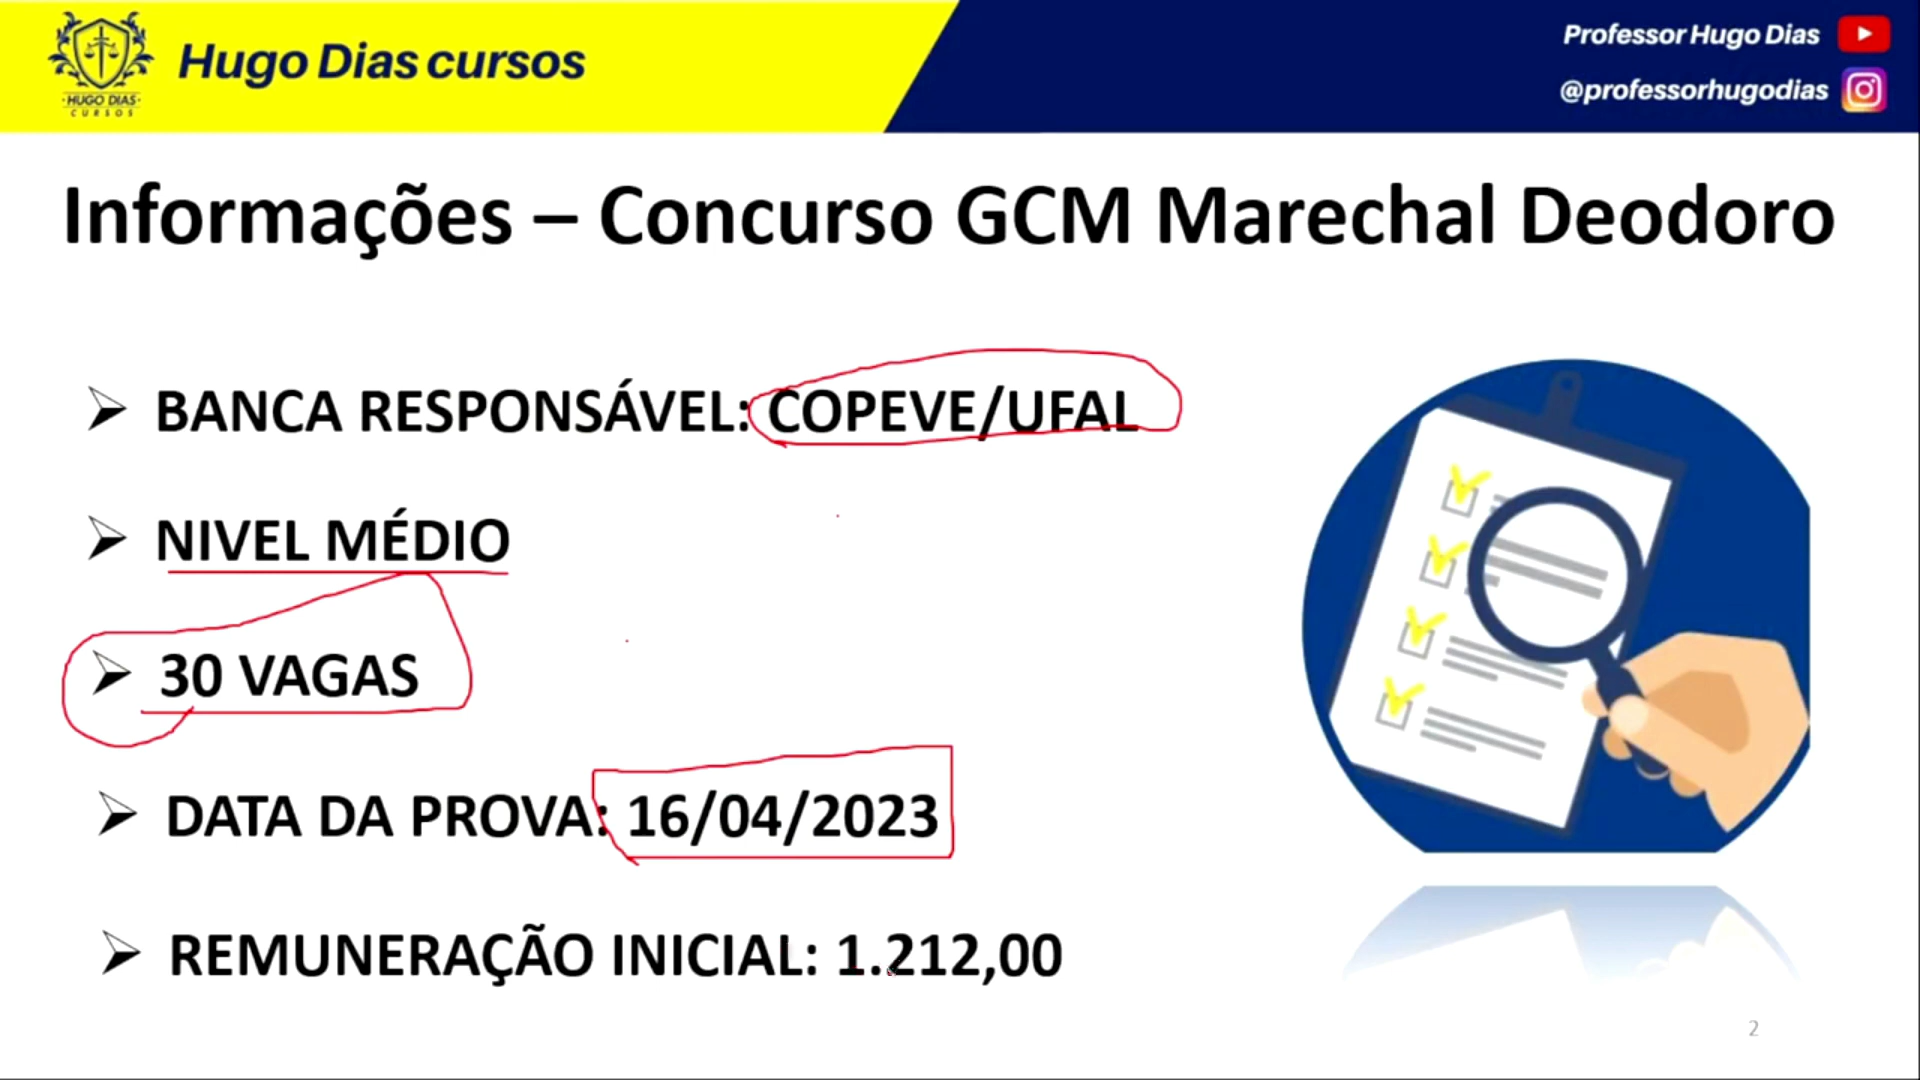 HUGO DIAS
CURSOS
Hugo Dias cursos
Professor Hugo Dias
@professorhugodias
Informações – Concurso GCM Marechal Deodoro
BANCA RESPONSÁVEL: COPEVE/UFAL
NIVEL MÉDIO
30 VAGAS
DATA DA PROVA: 16/04/2023
REMUNERAÇÃO INICIAL: 1.212,00
2